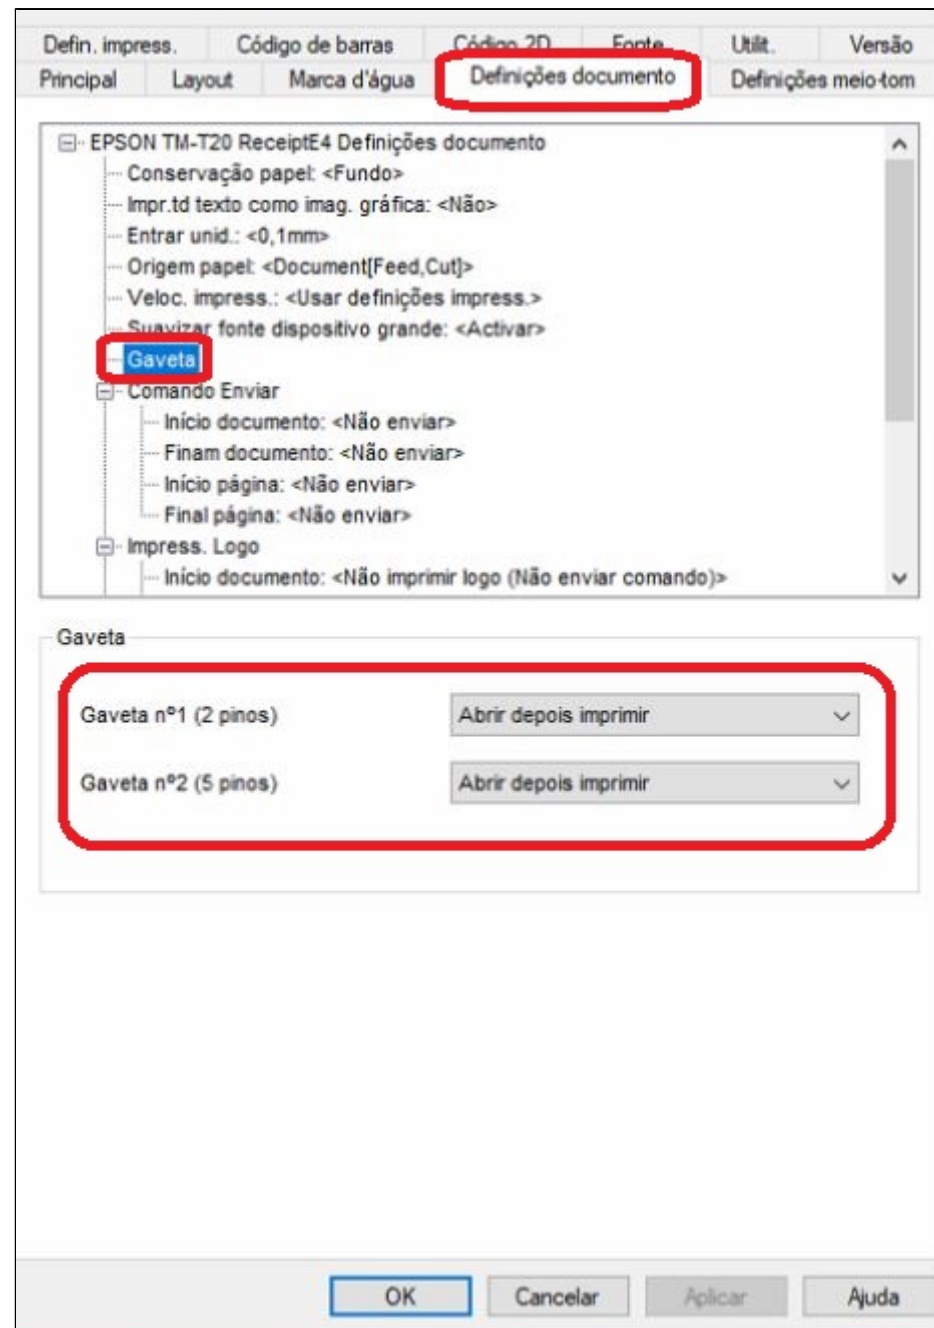 Defin. impress. Código de barras Código 2D Fonte Utilit. Versão
Principal Layout Marca d'água Definições documento Definições meio-tom
EPSON TM-T20 ReceiptE4 Definições documento
Conservação papel: <Fundo>
Impr.td texto como imag. gráfica: <Não>
Entrar unid.: <0,1mm>
Origem papel: <Document[Feed,Cut]>
Veloc. impress.: <Usar definições impress.>
Suavizar fonte dispositivo grande: <Activar>
Gaveta
Comando Enviar
Início documento: <Não enviar>
Finam documento: <Não enviar>
Início página: <Não enviar>
Final página: <Não enviar>
Impress. Logo
Início documento: <Não imprimir logo (Não enviar comando)>
Gaveta
Gaveta nº1 (2 pinos) Abrir depois imprimir
Gaveta nº2 (5 pinos) Abrir depois imprimir
OK Cancelar Aplicar Ajuda